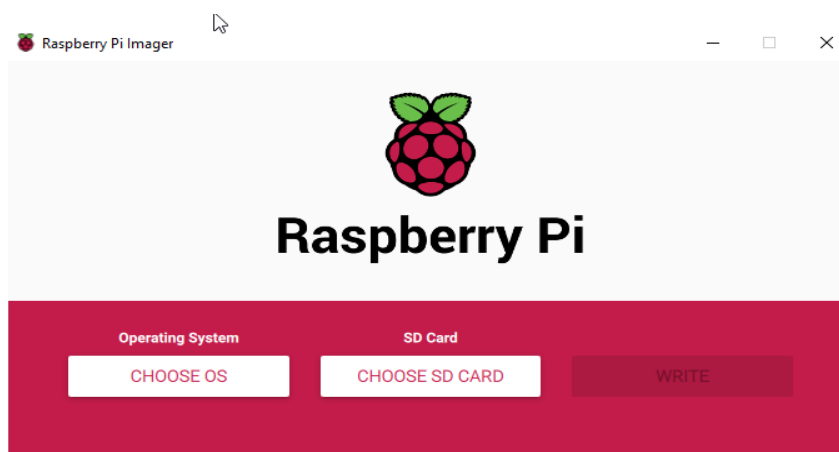 Raspberry Pi Imager
Raspberry Pi
Operating System
SD Card
CHOOSE OS
CHOOSE SD CARD
WRITE